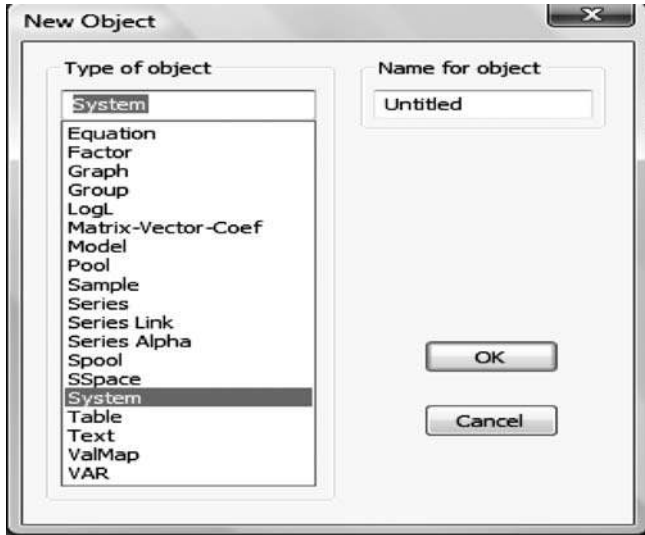 New Object
Type of object
System
Equation
Factor
Graph
Group
LogL
Matrix-Vector-Coef
Model
Pool
Sample
Series
Series Link
Series Alpha
Spool
SSpace
System
Table
Text
ValMap
VAR
Name for object
Untitled
OK
Cancel